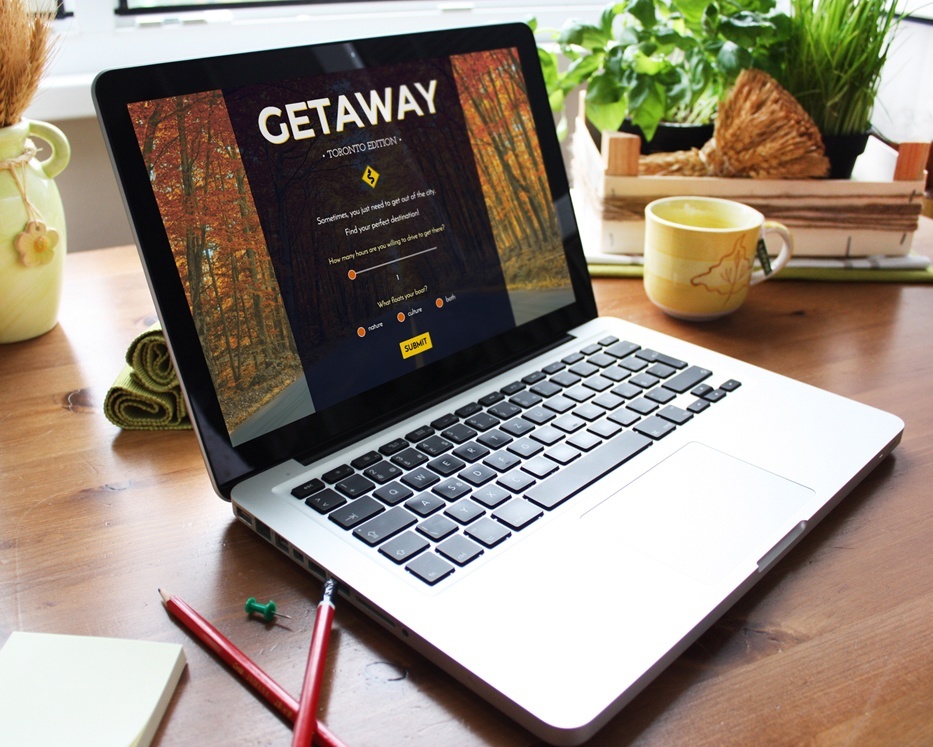 GETAWAY
• TORONTO EDITION •
Sometimes, you just need to get out of the city.
Find your perfect destination!
How many hours are you willing to drive to get there?
1
What floats your boat?
nature culture both
SUBMIT